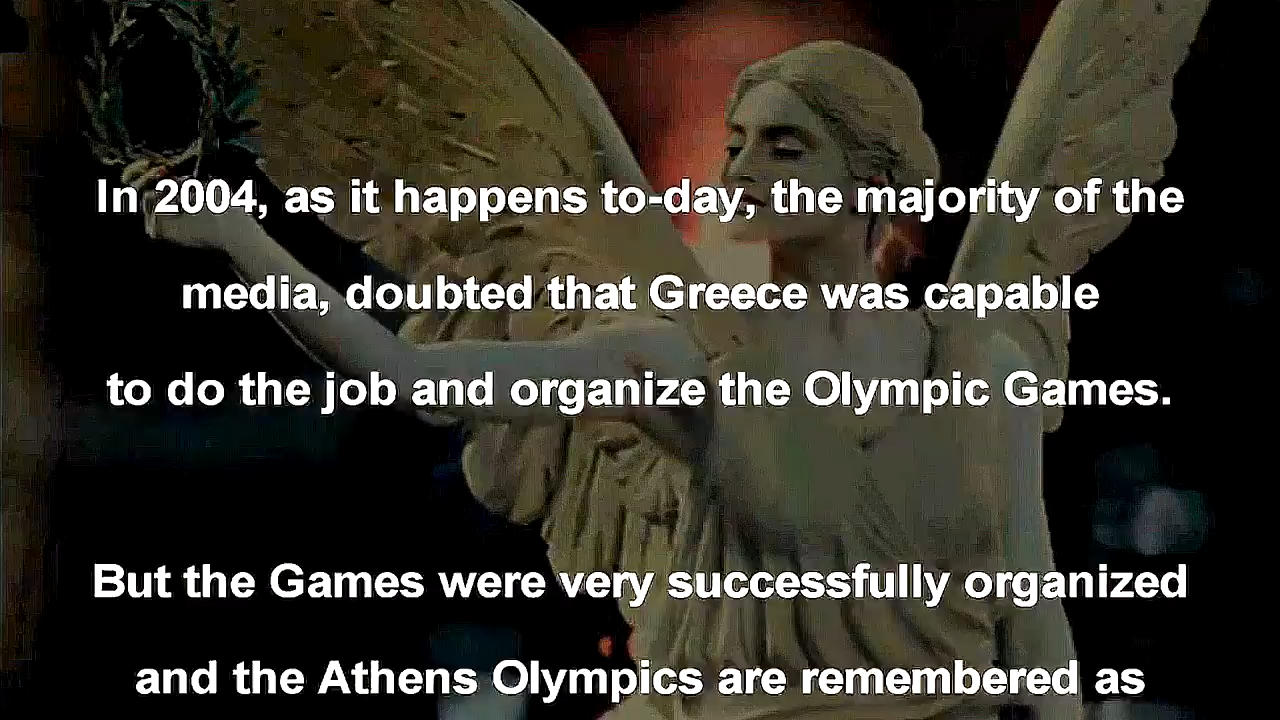 In 2004, as it happens to-day, the majority of the
media, doubted that Greece was capable
to do the job and organize the Olympic Games.
But the Games were very successfully organized
and the Athens Olympics are remembered as